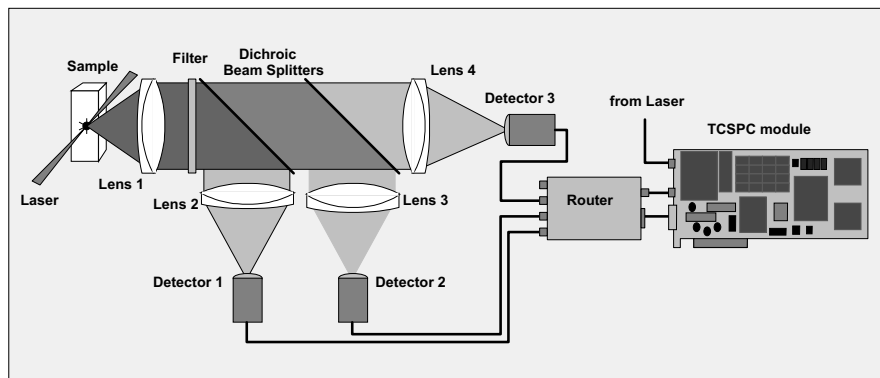 Sample
Filter
Dichroic
Beam Splitters
Lens 4
Detector 3
from Laser
TCSPC module
Laser
Lens 1
Lens 2
Lens 3
Router
Detector 1
Detector 2